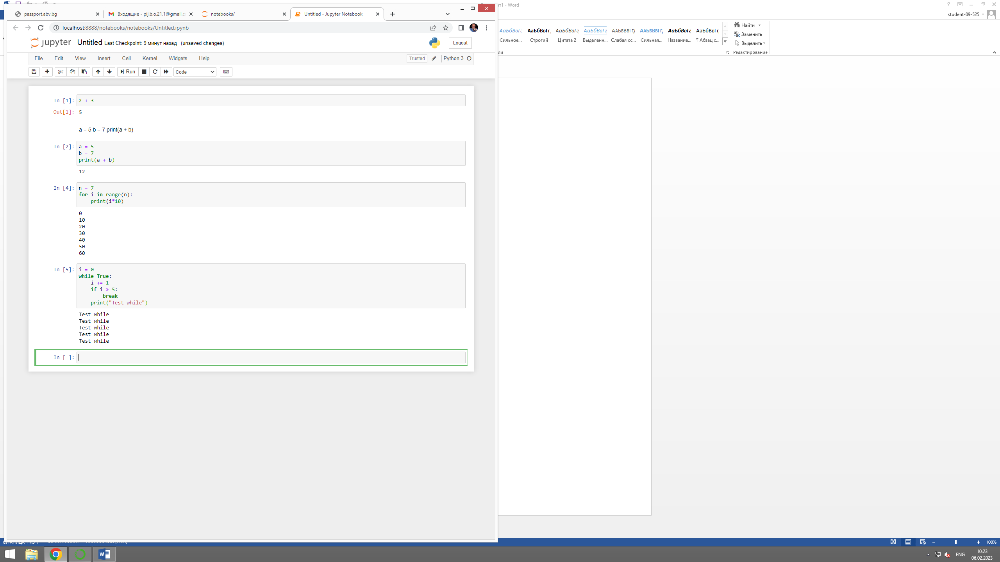 нт1 - Word
passport.abv.bg
Входящие - pij.b.o.21.1@gmail.c
notebooks/
Untitled - Jupyter Notebook
student-09-525
localhost:8888/notebooks/notebooks/Untitled.ipynb
АаБбВвГг АаБбВвГг, АаБбВвГг АаБбВвГг ААББВВГГ, ААББВВГГ, АаБбВвГг АаБбВвГг,
Сильное... Строгий Цитата 2 Выделенн... Слабая сс... Сильная... Название... ¶ Абзац с...
Найти
Заменить
Выделить
ли
Редактирование
jupyter Untitled Last Checkpoint: 9 минут назад (unsaved changes)
Logout
File Edit View Insert Cell Kernel Widgets Help
Trusted
Python 3
Run
Code
In [1]: 2 + 3
Out[1]: 5
a = 5 b = 7 print(a + b)
In [2]: a = 5
b = 7
print(a + b)
12
In [4]: n = 7
for i in range(n):
    print(i*10)
0
10
20
30
40
50
60
In [5]: i = 0
while True:
    i += 1
    if i > 5:
        break
    print("Test while")
Test while
Test while
Test while
Test while
Test while
In [ ]:
100%
ENG
10:23
06.02.2023